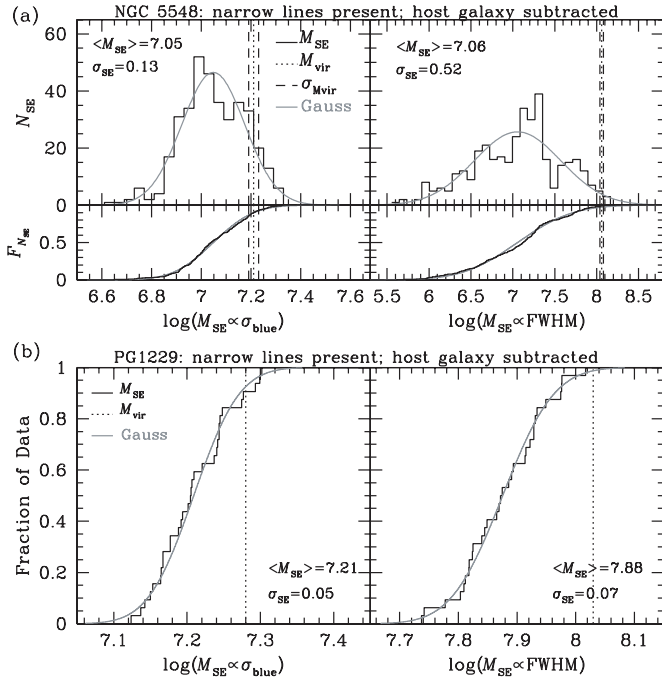 (a)
NGC 5548: narrow lines present; host galaxy subtracted
60
40
20
0
N_SE
<M_SE>=7.05
σ_SE=0.13
M_SE
M_vir
σ_Mvir
Gauss
<M_SE>=7.06
σ_SE=0.52
F_N_SE
0.5
0
6.6 6.8 7 7.2 7.4 7.6
log(M_SE∝σ_blue)
5.5 6 6.5 7 7.5 8 8.5
log(M_SE∝FWHM)
(b)
PG1229: narrow lines present; host galaxy subtracted
1
0.8
0.6
0.4
0.2
0
Fraction of Data
M_SE
M_vir
Gauss
<M_SE>=7.21
σ_SE=0.05
<M_SE>=7.88
σ_SE=0.07
7.1 7.2 7.3 7.4
log(M_SE∝σ_blue)
7.7 7.8 7.9 8 8.1
log(M_SE∝FWHM)